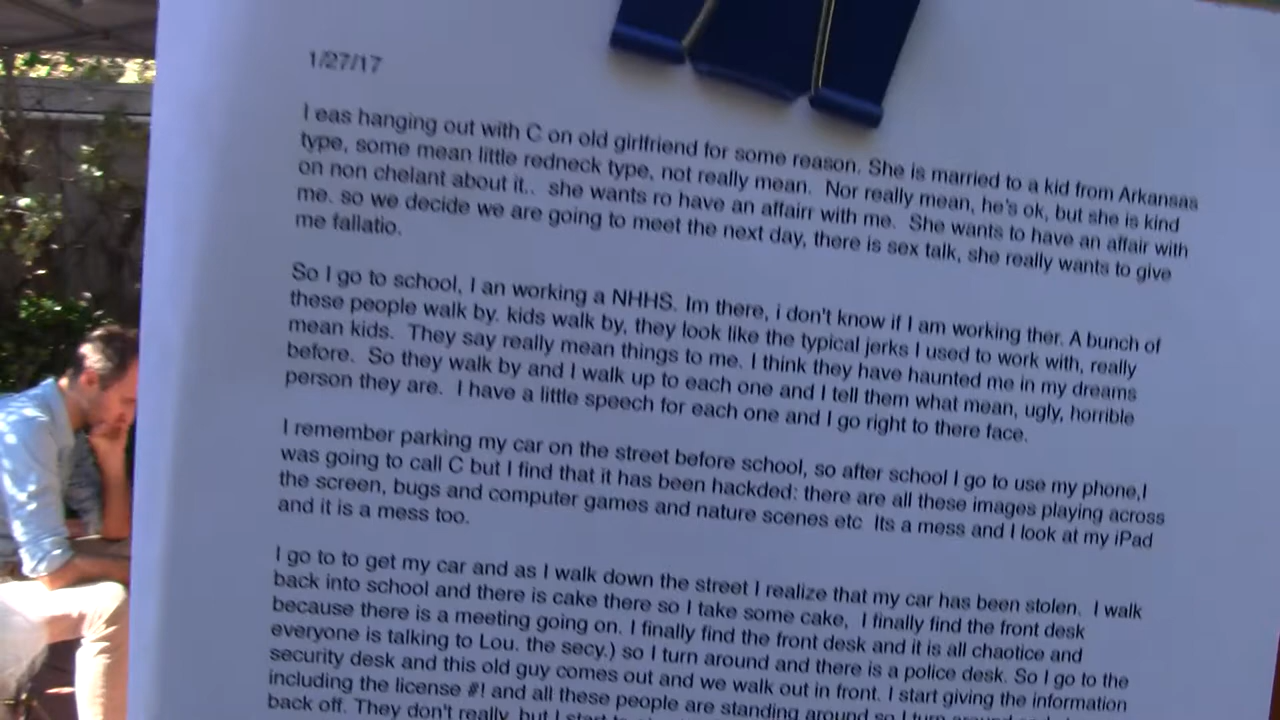 1/27/17
I eas hanging out with C on old girlfriend for some reason. She is married to a kid from Arkansas
type, some mean little redneck type, not really mean.  Nor really mean, he's ok, but she is kind
on non chelant about it..  she wants ro have an affairr with me.  She wants to have an affair with
me. so we decide we are going to meet the next day, there is sex talk, she really wants to give
me fallatio.
So I go to school, I an working a NHHS. Im there, i don't know if I am working ther. A bunch of
these people walk by. kids walk by, they look like the typical jerks I used to work with, really
mean kids.  They say really mean things to me. I think they have haunted me in my dreams
before.  So they walk by and I walk up to each one and I tell them what mean, ugly, horrible
person they are.  I have a little speech for each one and I go right to there face.
I remember parking my car on the street before school, so after school I go to use my phone,I
was going to call C but I find that it has been hackded: there are all these images playing across
the screen, bugs and computer games and nature scenes etc  Its a mess and I look at my iPad
and it is a mess too.
I go to to get my car and as I walk down the street I realize that my car has been stolen.  I walk
back into school and there is cake there so I take some cake,  I finally find the front desk
because there is a meeting going on. I finally find the front desk and it is all chaotice and
everyone is talking to Lou. the secy.) so I turn around and there is a police desk. So I go to the
security desk and this old guy comes out and we walk out in front. I start giving the information
including the license #! and all these people are standing around so I turn around
back off. They don't really, but I start